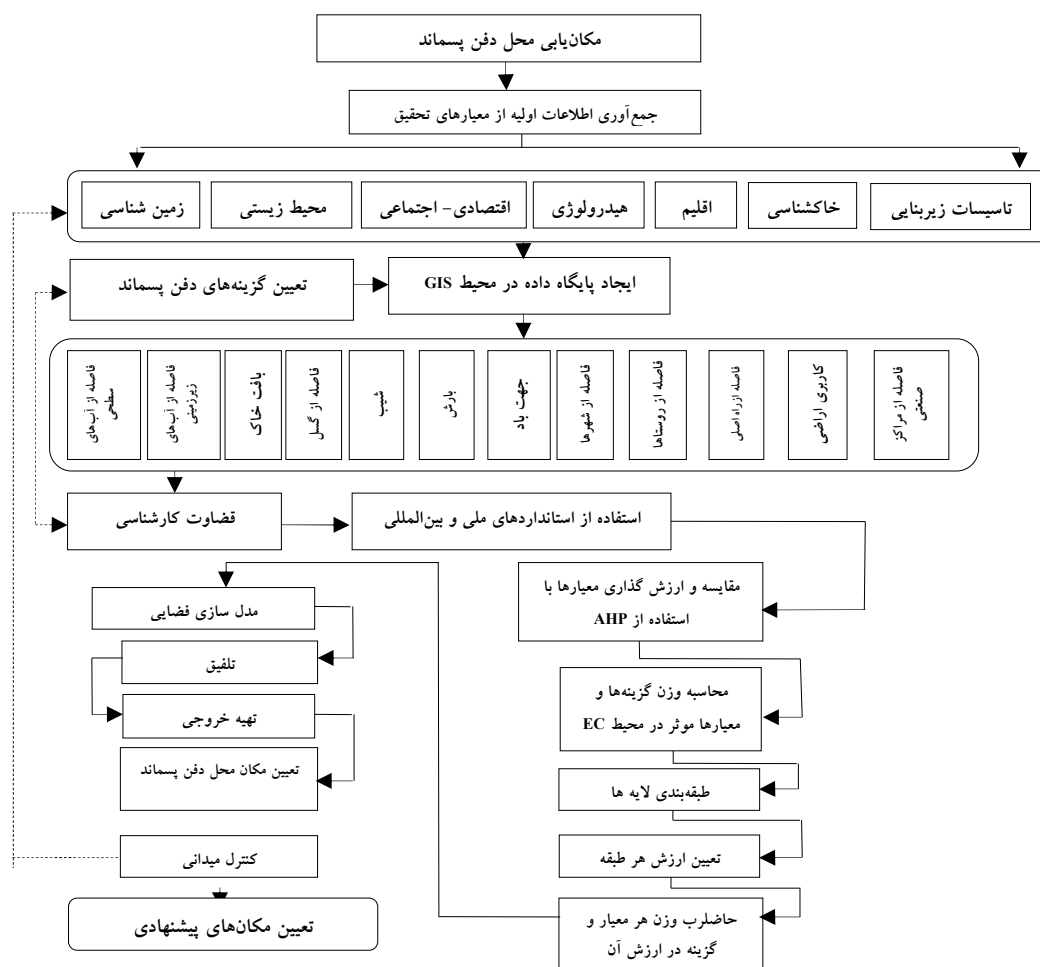 مکان‌یابی محل دفن پسماند
جمع‌آوری اطلاعات اولیه از معیارهای تحقیق
تاسیسات زیربنایی
خاکشناسی
اقلیم
هیدرولوژی
اقتصادی- اجتماعی
محیط زیستی
زمین شناسی
ایجاد پایگاه داده در محیط GIS
تعیین گزینه‌های دفن پسماند
فاصله از مراکز
صنعتی
کاربری اراضی
فاصله از راه اصلی
فاصله از روستاها
فاصله از شهرها
جهت باد
بارش
شیب
فاصله از گسل
بافت خاک
فاصله از آب‌های
زیرزمینی
فاصله از آب‌های
سطحی
قضاوت کارشناسی
استفاده از استانداردهای ملی و بین‌المللی
مقایسه و ارزش گذاری معیارها با
استفاده از AHP
محاسبه وزن گزینه‌ها و
معیارها موثر در محیط EC
طبقه‌بندی لایه ها
تعیین ارزش هر طبقه
حاضلرب وزن هر معیار و
گزینه در ارزش آن
مدل سازی فضایی
تلفیق
تهیه خروجی
تعیین مکان محل دفن پسماند
کنترل میدانی
تعیین مکان‌های پیشنهادی